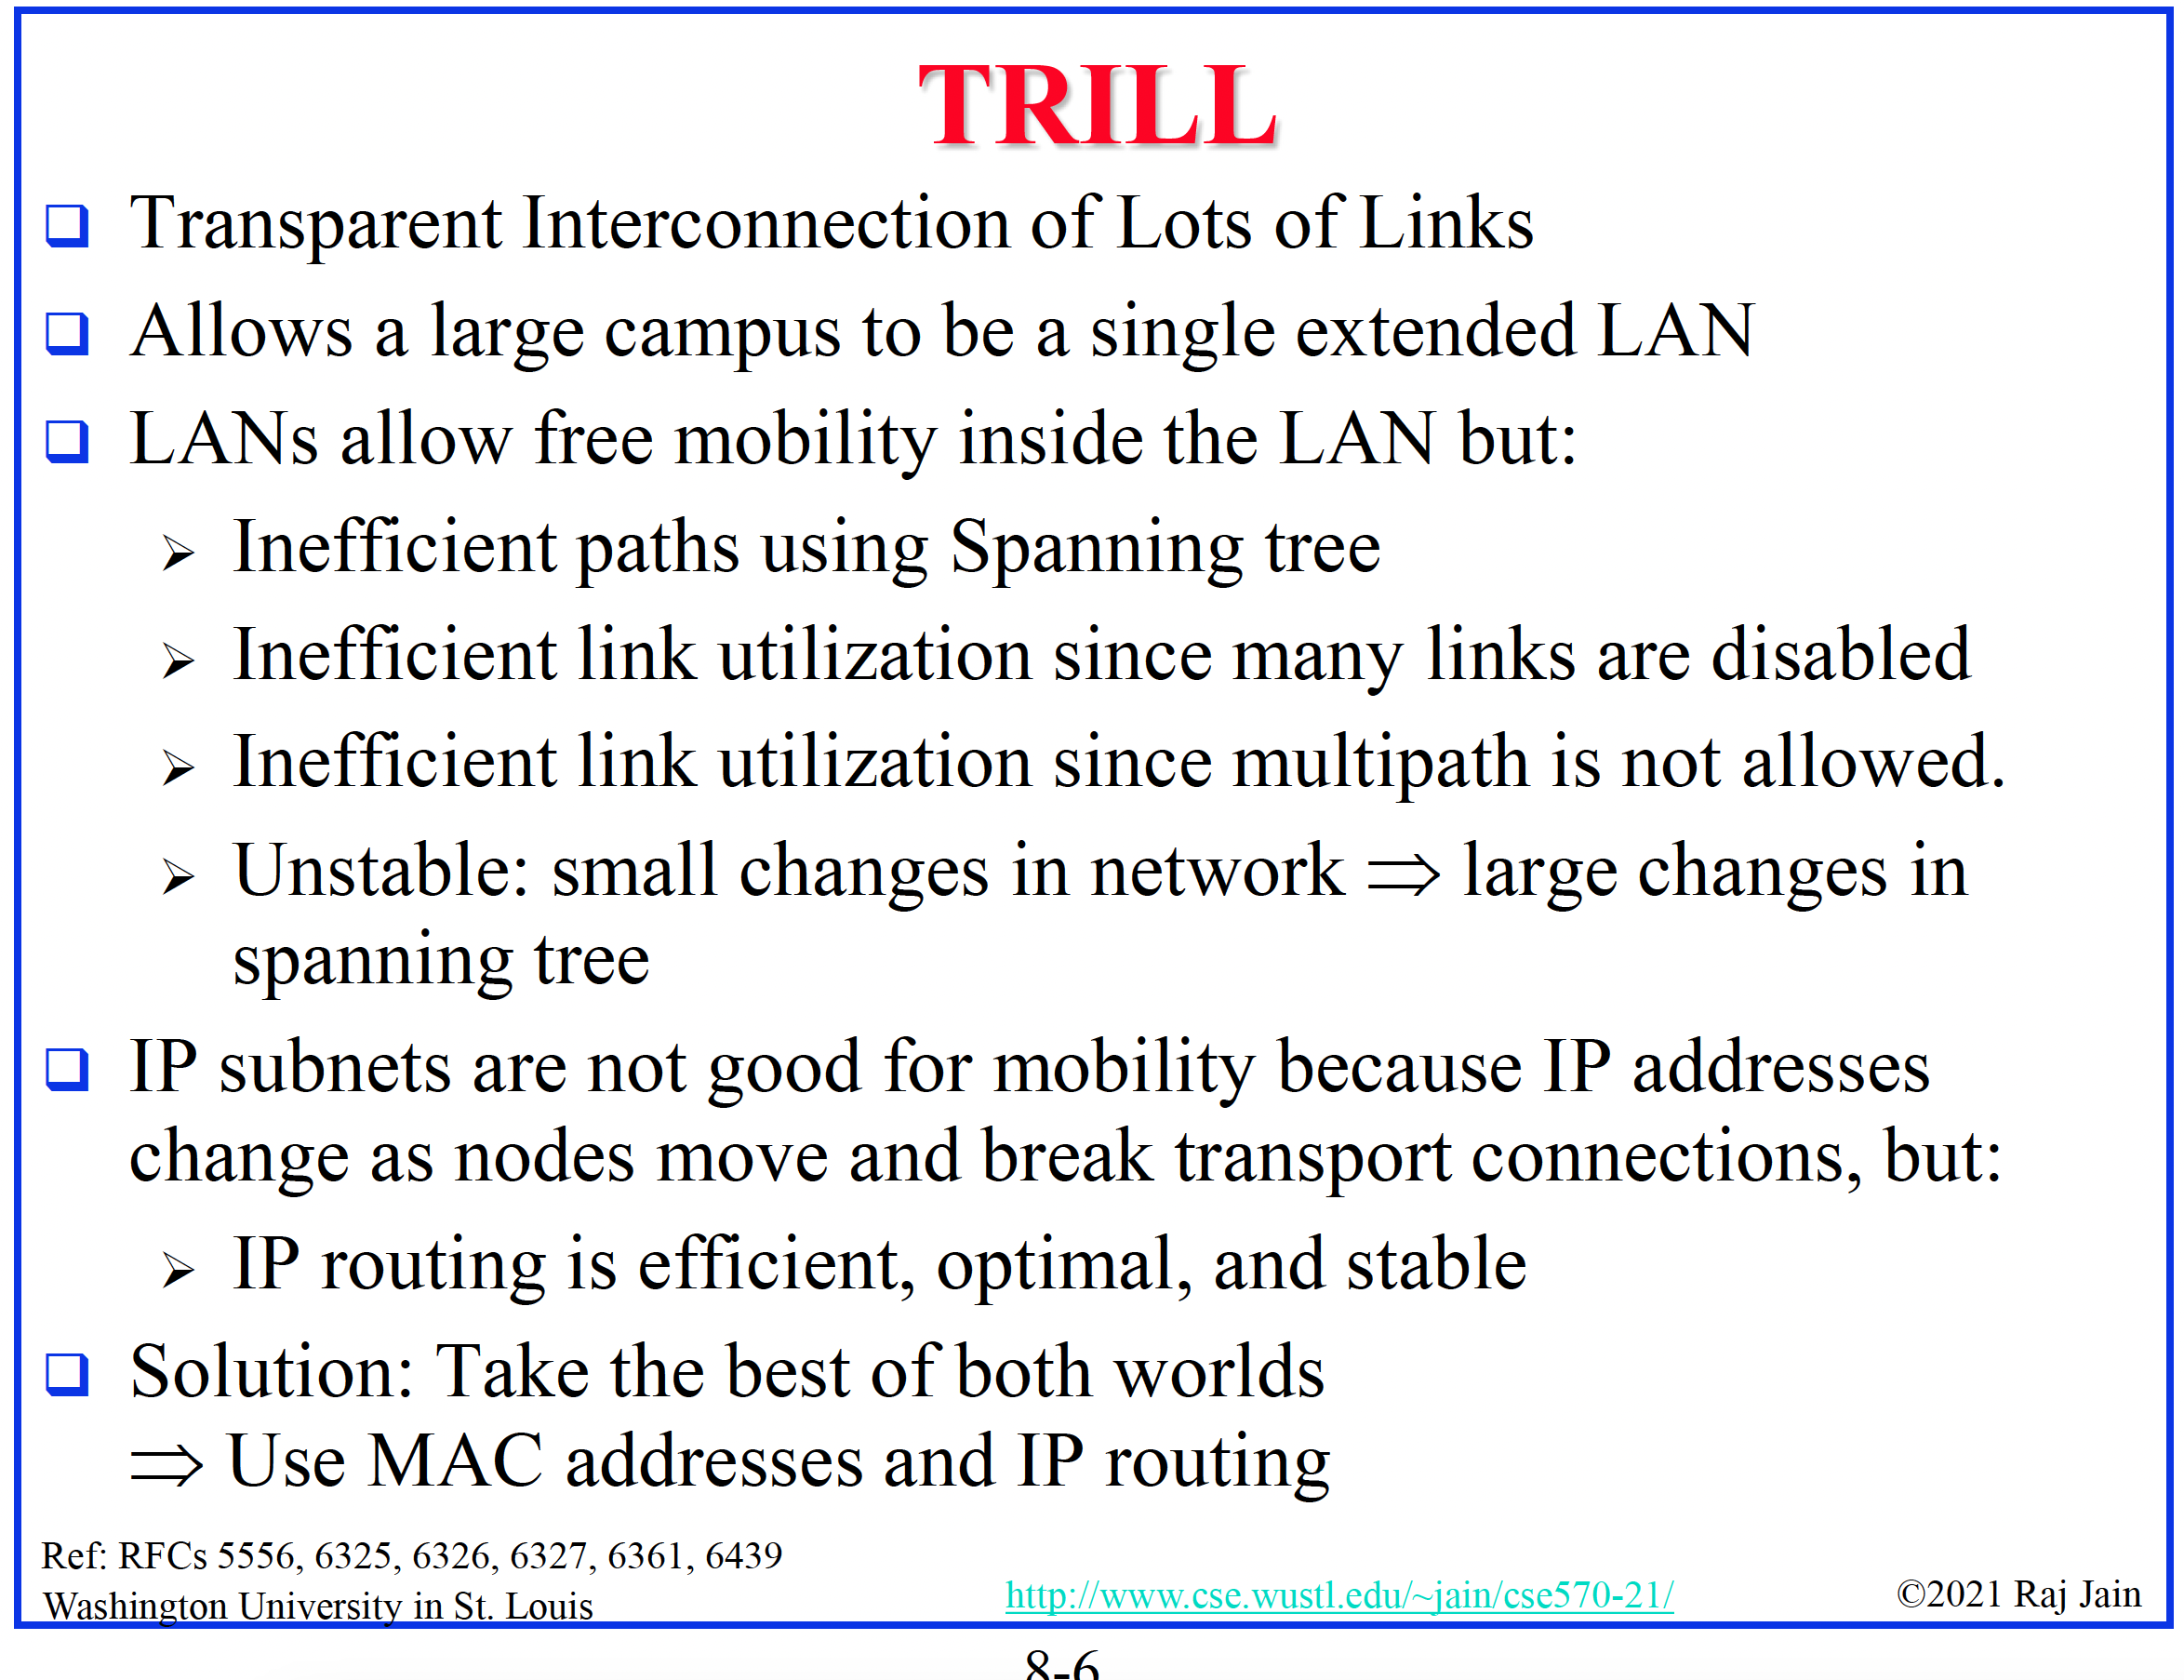 TRILL
❑ Transparent Interconnection of Lots of Links
❑ Allows a large campus to be a single extended LAN
❑ LANs allow free mobility inside the LAN but:
➢ Inefficient paths using Spanning tree
➢ Inefficient link utilization since many links are disabled
➢ Inefficient link utilization since multipath is not allowed.
➢ Unstable: small changes in network ⇒ large changes in
spanning tree
❑ IP subnets are not good for mobility because IP addresses
change as nodes move and break transport connections, but:
➢ IP routing is efficient, optimal, and stable
❑ Solution: Take the best of both worlds
⇒ Use MAC addresses and IP routing
Ref: RFCs 5556, 6325, 6326, 6327, 6361, 6439
Washington University in St. Louis
http://www.cse.wustl.edu/~jain/cse570-21/
©2021 Raj Jain
8-6